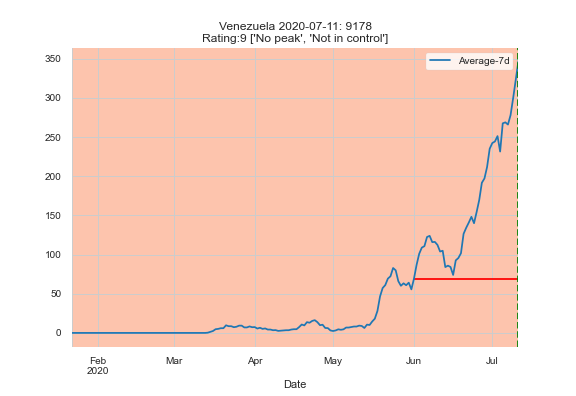 Venezuela 2020-07-11: 9178
Rating:9 ['No peak', 'Not in control']
Average-7d
350
300
250
200
150
100
50
0
Feb Mar Apr May Jun Jul
2020
Date